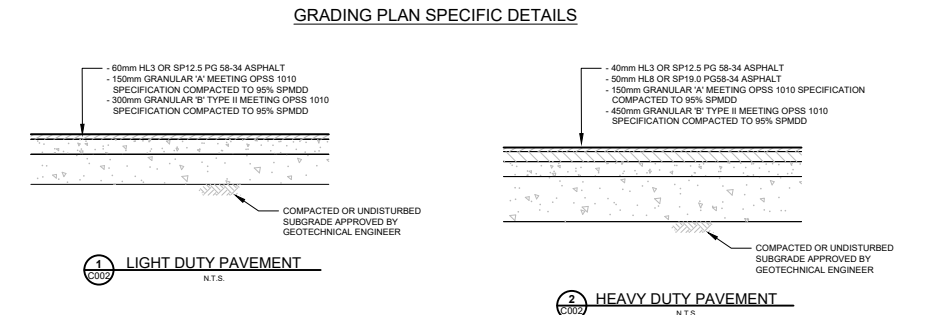 GRADING PLAN SPECIFIC DETAILS
- 60mm HL3 OR SP12.5 PG 58-34 ASPHALT
- 150mm GRANULAR 'A' MEETING OPSS 1010
SPECIFICATION COMPACTED TO 95% SPMDD
- 300mm GRANULAR 'B' TYPE II MEETING OPSS 1010
SPECIFICATION COMPACTED TO 95% SPMDD
COMPACTED OR UNDISTURBED
SUBGRADE APPROVED BY
GEOTECHNICAL ENGINEER
1
C002
LIGHT DUTY PAVEMENT
N.T.S.
- 40mm HL3 OR SP12.5 PG 58-34 ASPHALT
- 50mm HL8 OR SP19.0 PG58-34 ASPHALT
- 150mm GRANULAR 'A' MEETING OPSS 1010 SPECIFICATION
COMPACTED TO 95% SPMDD
- 450mm GRANULAR 'B' TYPE II MEETING OPSS 1010
SPECIFICATION COMPACTED TO 95% SPMDD
COMPACTED OR UNDISTURBED
SUBGRADE APPROVED BY
GEOTECHNICAL ENGINEER
2
C002
HEAVY DUTY PAVEMENT
N.T.S.